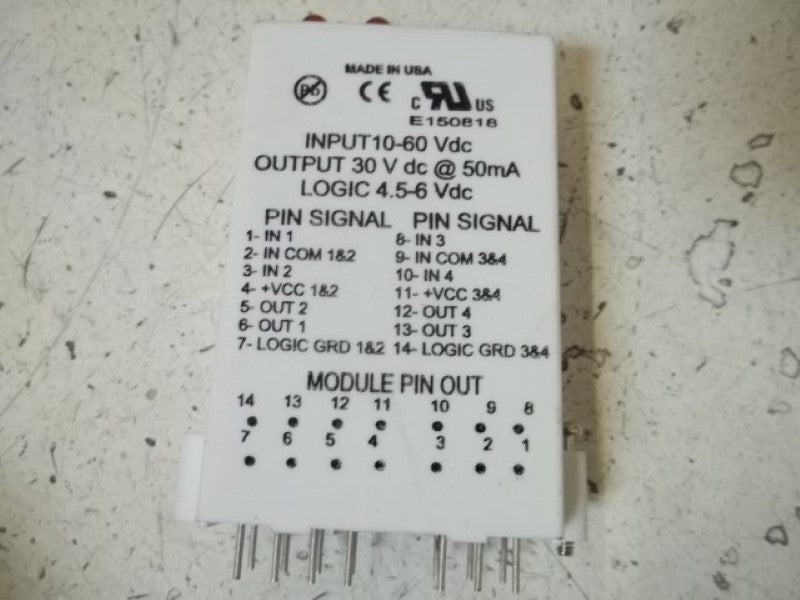 MADE IN USA
Pb CE C RU US
E150818
INPUT10-60 Vdc
OUTPUT 30 V dc @ 50mA
LOGIC 4.5-6 Vdc
PIN SIGNAL PIN SIGNAL
1- IN 1 8- IN 3
2- IN COM 1&2 9- IN COM 3&4
3- IN 2 10- IN 4
4- +VCC 1&2 11- +VCC 3&4
5- OUT 2 12- OUT 4
6- OUT 1 13- OUT 3
7- LOGIC GRD 1&2 14- LOGIC GRD 3&4
MODULE PIN OUT
14 13 12 11 10 9 8
7 6 5 4 3 2 1